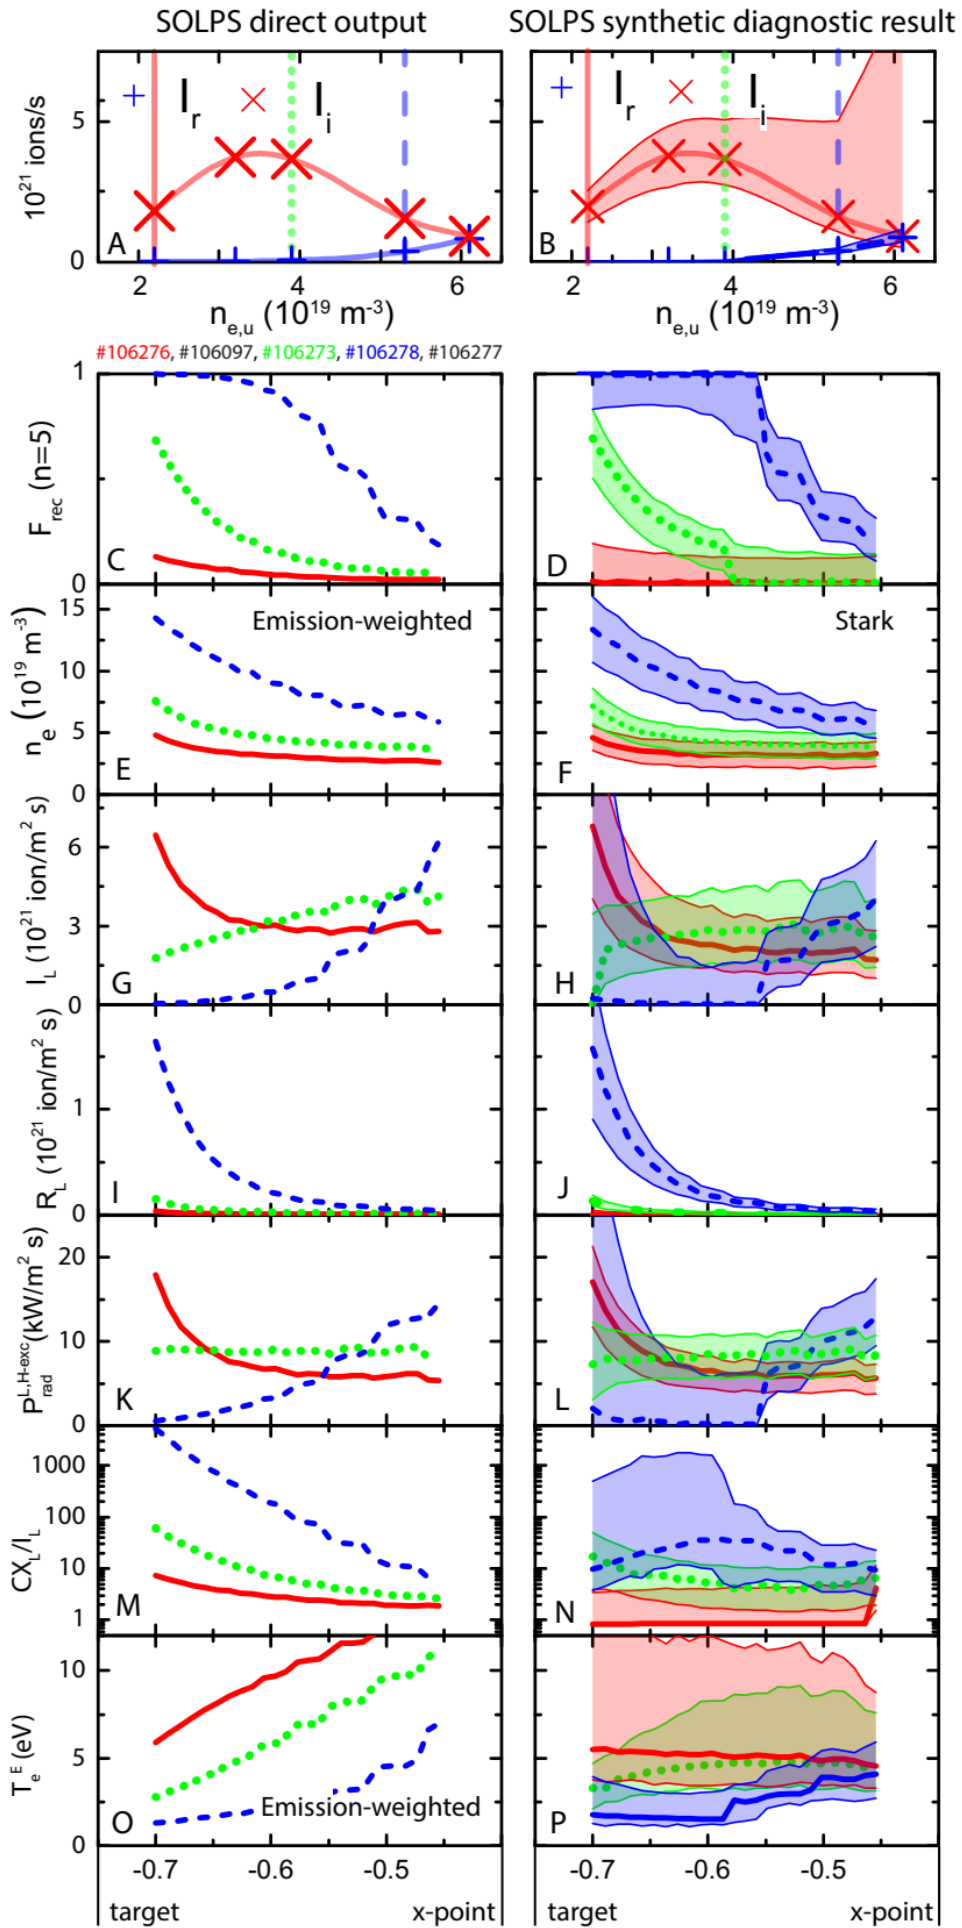 SOLPS direct output
SOLPS synthetic diagnostic result
10²¹ ions/s
5
0
+ I_r × I_i
A
2 4 6
n_e,u (10¹⁹ m⁻³)
5
0
+ I_r × I_i
B
2 4 6
n_e,u (10¹⁹ m⁻³)
#106276, #106097, #106273, #106278, #106277
F_rec (n=5)
1
0
C
D
n_e (10¹⁹ m⁻³)
15
10
5
0
Emission-weighted
E
Stark
F
I_L (10²¹ ion/m² s)
6
3
0
G
H
R_L (10²¹ ion/m² s)
1
0
I
J
P_rad^L,H-exc (kW/m² s)
20
10
0
K
L
CX_L/I_L
1000
100
10
1
M
N
T_e^E (eV)
10
5
0
O
Emission-weighted
P
-0.7 -0.6 -0.5
-0.7 -0.6 -0.5
target x-point
target x-point